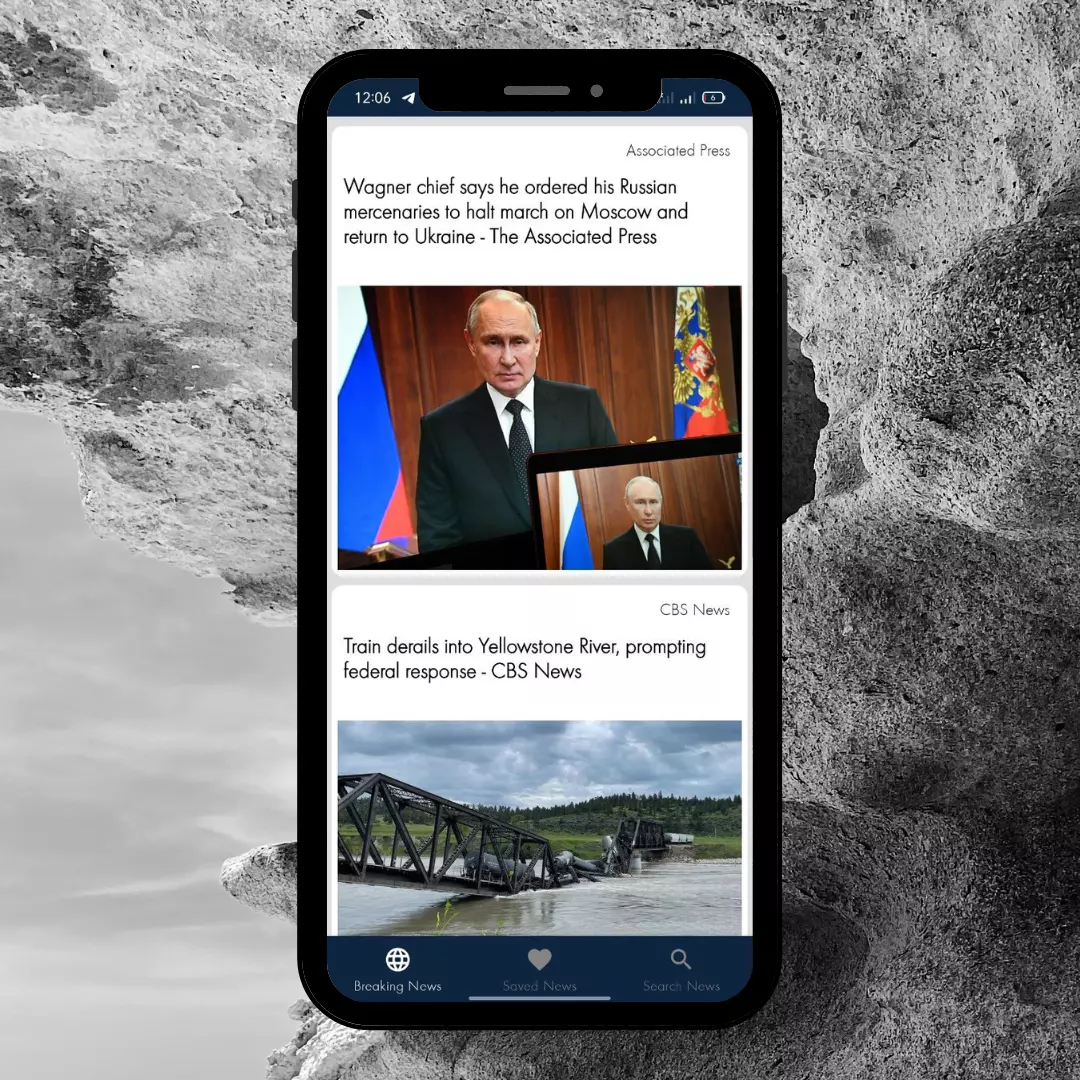 12:06
6
Associated Press
Wagner chief says he ordered his Russian
mercenaries to halt march on Moscow and
return to Ukraine - The Associated Press
CBS News
Train derails into Yellowstone River, prompting
federal response - CBS News
Breaking News
Saved News
Search News